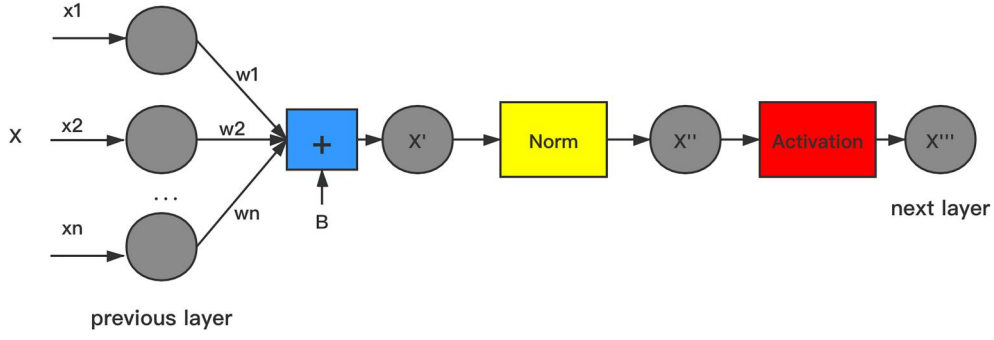 x1
w1
X
x2
w2
+
X'
Norm
X''
Activation
X'''
...
xn
wn
B
next layer
previous layer